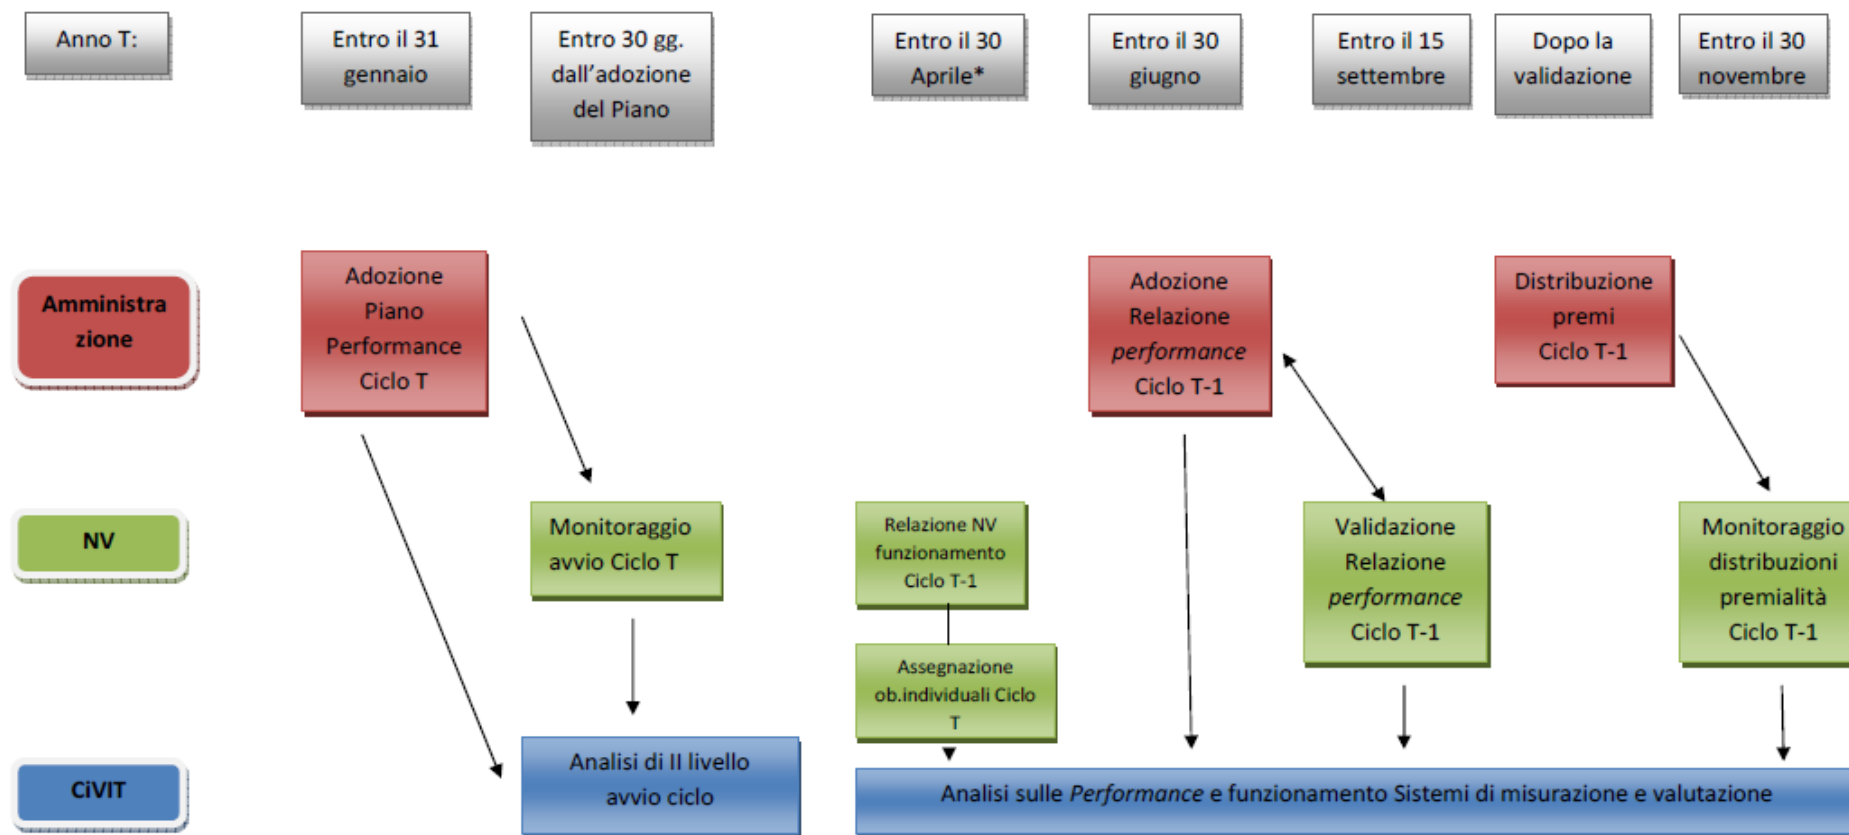 Anno T:
Entro il 31
gennaio
Entro 30 gg.
dall'adozione
del Piano
Entro il 30
Aprile*
Entro il 30
giugno
Entro il 15
settembre
Dopo la
validazione
Entro il 30
novembre
Amministra
zione
Adozione
Piano
Performance
Ciclo T
Adozione
Relazione
performance
Ciclo T-1
Distribuzione
premi
Ciclo T-1
NV
Monitoraggio
avvio Ciclo T
Relazione NV
funzionamento
Ciclo T-1
Assegnazione
ob.individuali Ciclo
T
Validazione
Relazione
performance
Ciclo T-1
Monitoraggio
distribuzioni
premialità
Ciclo T-1
CiVIT
Analisi di II livello
avvio ciclo
Analisi sulle Performance e funzionamento Sistemi di misurazione e valutazione